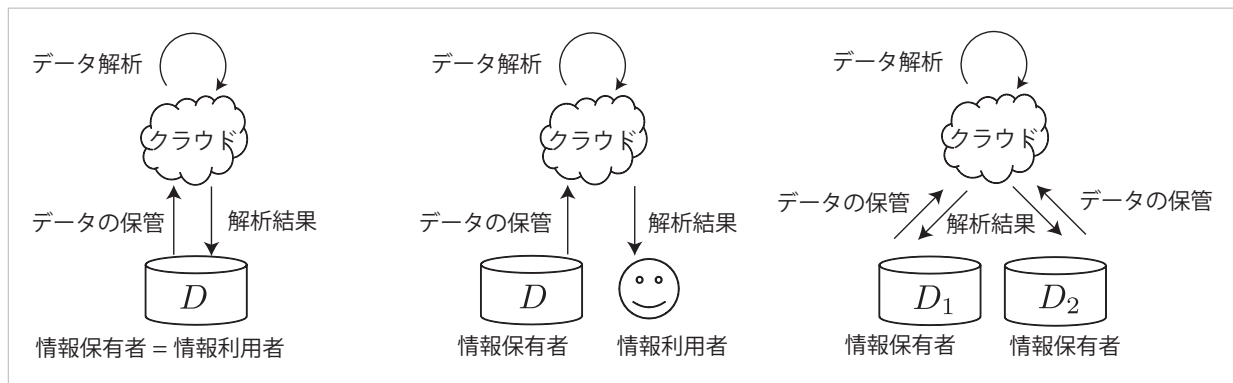 データ解析
クラウド
データの保管
解析結果
D
情報保有者 = 情報利用者
データ解析
クラウド
データの保管
解析結果
D
情報保有者
情報利用者
データ解析
クラウド
データの保管
解析結果
データの保管
D₁
D₂
情報保有者
情報保有者